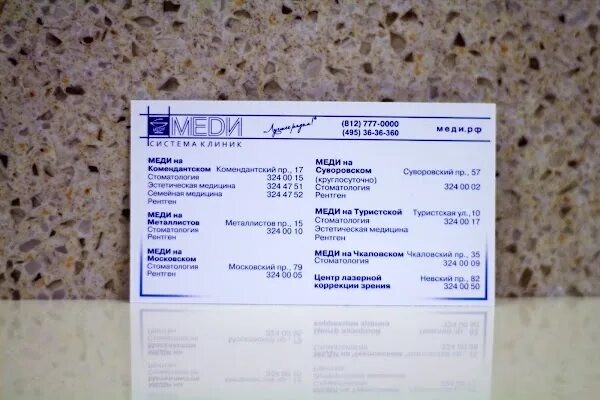 МЕДИ
СИСТЕМА КЛИНИК
(812) 777-0000
(495) 36-36-360
меди.рф
МЕДИ на
Комендантском Комендантский пр., 17
Стоматология 324 00 15
Эстетическая медицина 324 47 51
Семейная медицина 324 47 52
Рентген
МЕДИ на
Металлистов Металлистов пр., 15
Стоматология 324 00 10
Рентген
МЕДИ на
Московском Московский пр., 79
Стоматология 324 00 05
Рентген
МЕДИ на
Суворовском Суворовский пр., 57
(круглосуточно)
Стоматология 324 00 02
Рентген
МЕДИ на Туристской Туристская ул.,10
Стоматология 324 00 17
Эстетическая медицина
Рентген
МЕДИ на Чкаловском Чкаловский пр., 35
Стоматология 324 00 09
Центр лазерной Невский пр., 82
коррекции зрения 324 00 50